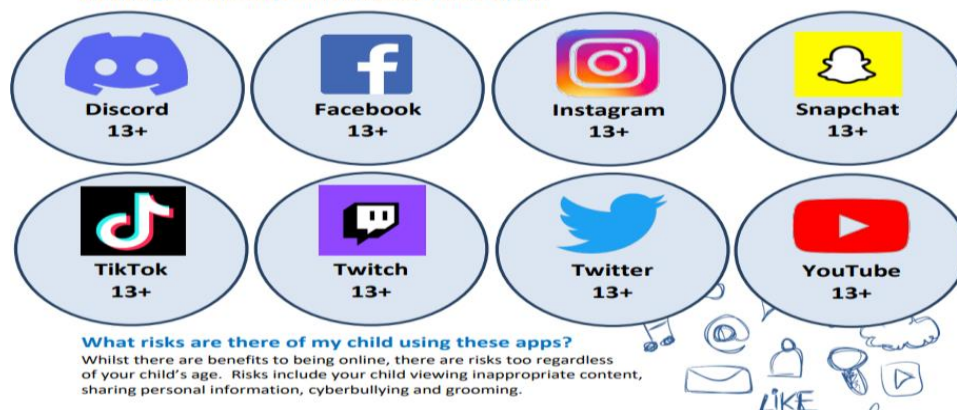 Discord Facebook Instagram Snapchat
13+ 13+ 13+ 13+
TikTok Twitch Twitter YouTube
13+ 13+ 13+ 13+
What risks are there of my child using these apps?
Whilst there are benefits to being online, there are risks too regardless
of your child's age. Risks include your child viewing inappropriate content,
sharing personal information, cyberbullying and grooming.
LIKE